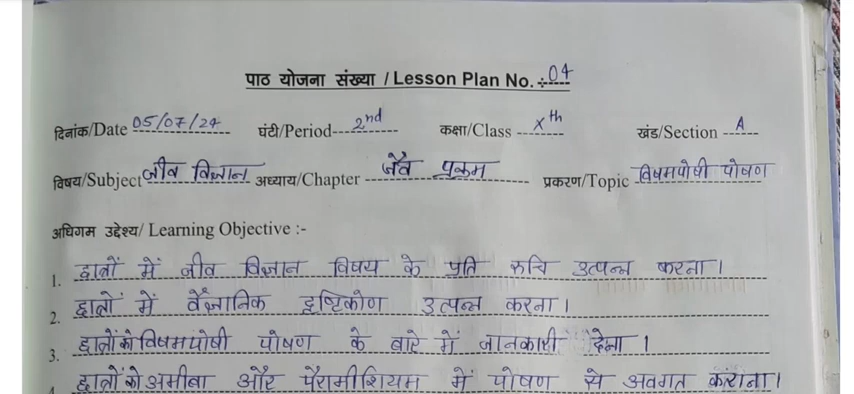 पाठ योजना संख्या / Lesson Plan No. :- 04
दिनांक/Date 05/07/24 घंटी/Period 2nd कक्षा/Class Xth खंड/Section A
विषय/Subject जीव विज्ञान अध्याय/Chapter जैव प्रक्रम प्रकरण/Topic विषमपोषी पोषण
अधिगम उद्देश्य/ Learning Objective :-
1. छात्रों में जीव विज्ञान विषय के प्रति रुचि उत्पन्न करना।
2. छात्रों में वैज्ञानिक दृष्टिकोण उत्पन्न करना।
3. छात्रों को विषमपोषी पोषण के बारे में जानकारी देना।
4. छात्रों को अमीबा और पैरामीशियम में पोषण से अवगत कराना।